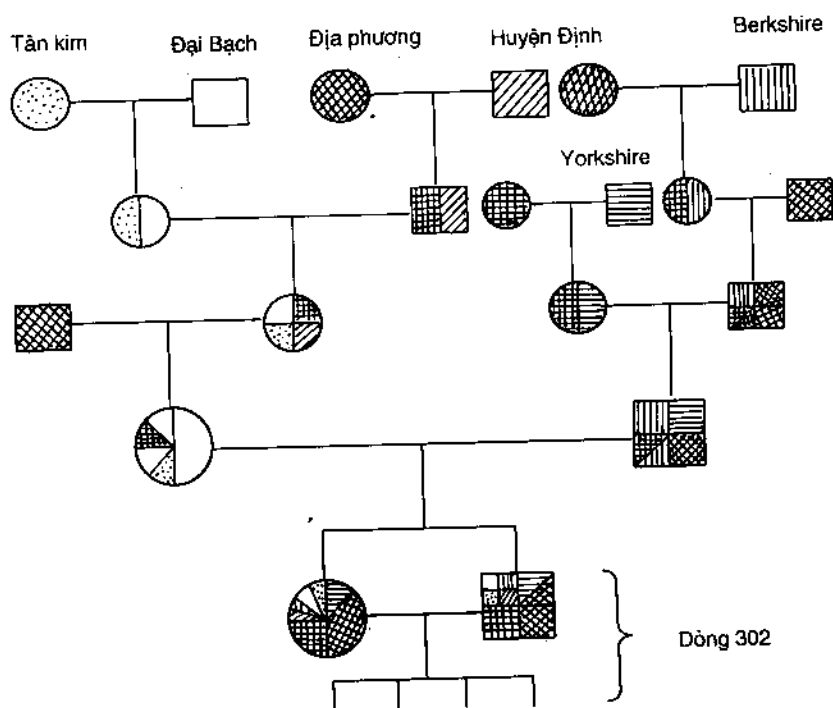 Tân kim
Đại Bạch
Địa phương
Huyện Định
Berkshire
Yorkshire
Dòng 302